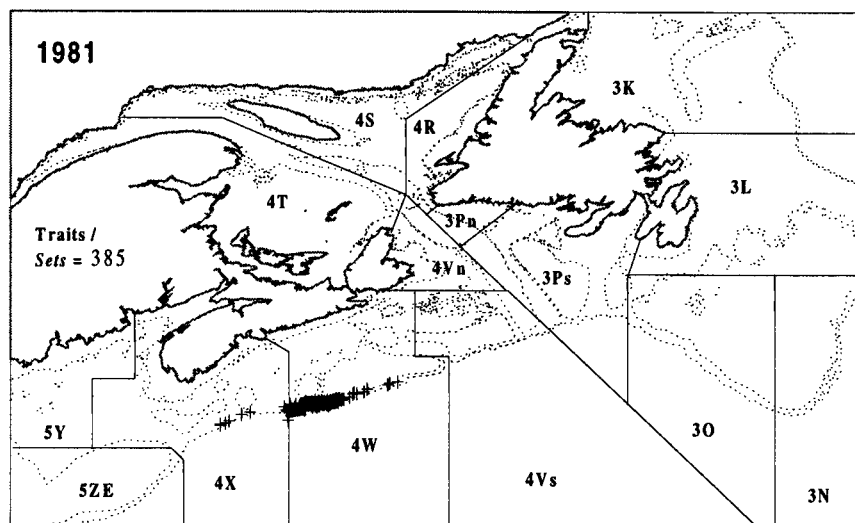 1981
3K
4S
4R
3L
4T
3Pn
Traits /
Sets = 385
4Vn
3Ps
5Y
4W
3O
5ZE
4X
4Vs
3N